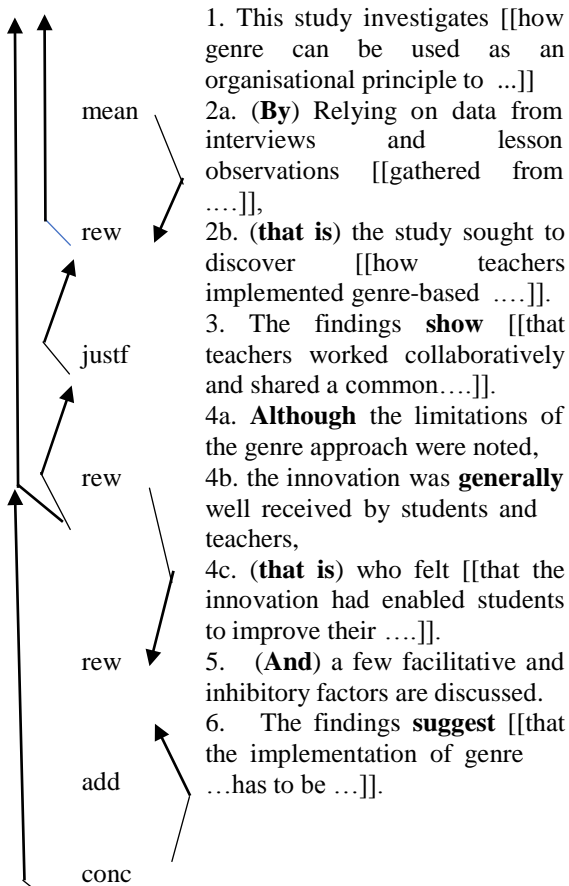 1. This study investigates [[how
genre can be used as an
organisational principle to ...]]
mean
2a. (By) Relying on data from
interviews and lesson
observations [[gathered from
….]],
rew
2b. (that is) the study sought to
discover [[how teachers
implemented genre-based ….]].
3. The findings show [[that
justf
teachers worked collaboratively
and shared a common….]].
4a. Although the limitations of
the genre approach were noted,
rew
4b. the innovation was generally
well received by students and
teachers,
4c. (that is) who felt [[that the
innovation had enabled students
to improve their ….]].
rew
5. (And) a few facilitative and
inhibitory factors are discussed.
6. The findings suggest [[that
the implementation of genre
add
…has to be …]].
conc